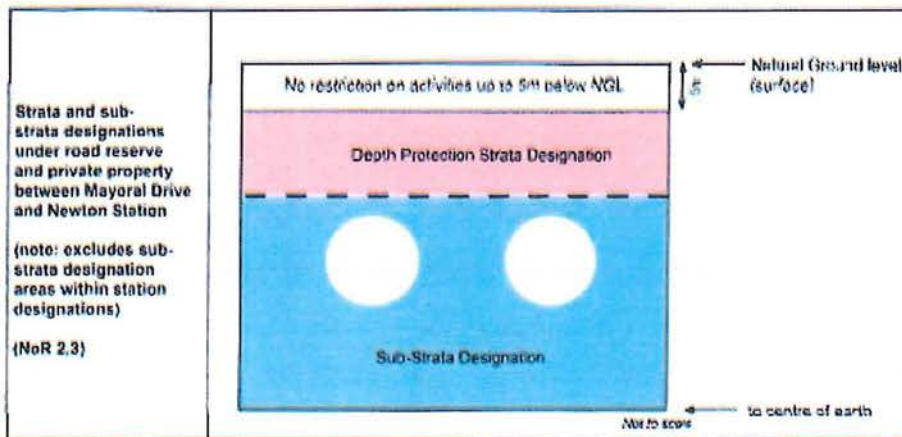 Strata and sub-
strata designations
under road reserve
and private property
between Mayoral Drive
and Newton Station
(note: excludes sub-
strata designation
areas within station
designations)
(NoR 2,3)
No restriction on activities up to 5m below NGL
5m
Natural Ground level
(surface)
Depth Protection Strata Designation
Sub-Strata Designation
to centre of earth
Not to scale